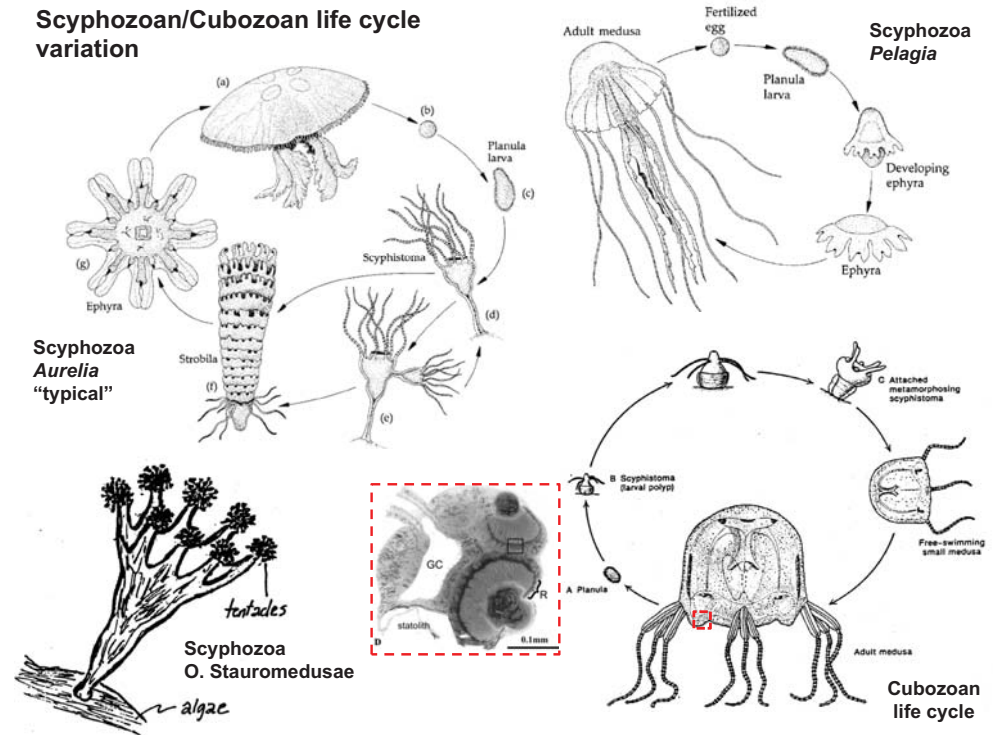 Scyphozoan/Cubozoan life cycle
variation
(a)
(b)
Planula
larva
(c)
Scyphistoma
(d)
(e)
Strobila
(f)
(g)
Ephyra
Scyphozoa
Aurelia
“typical”
Adult medusa
Fertilized
egg
Planula
larva
Developing
ephyra
Ephyra
Scyphozoa
Pelagia
tentacles
algae
Scyphozoa
O. Stauromedusae
GC
R
statolith
D
0.1mm
A Planula
B Scyphistoma
(larval polyp)
C Attached
metamorphosing
scyphistoma
Free-swimming
small medusa
Adult medusa
Cubozoan
life cycle